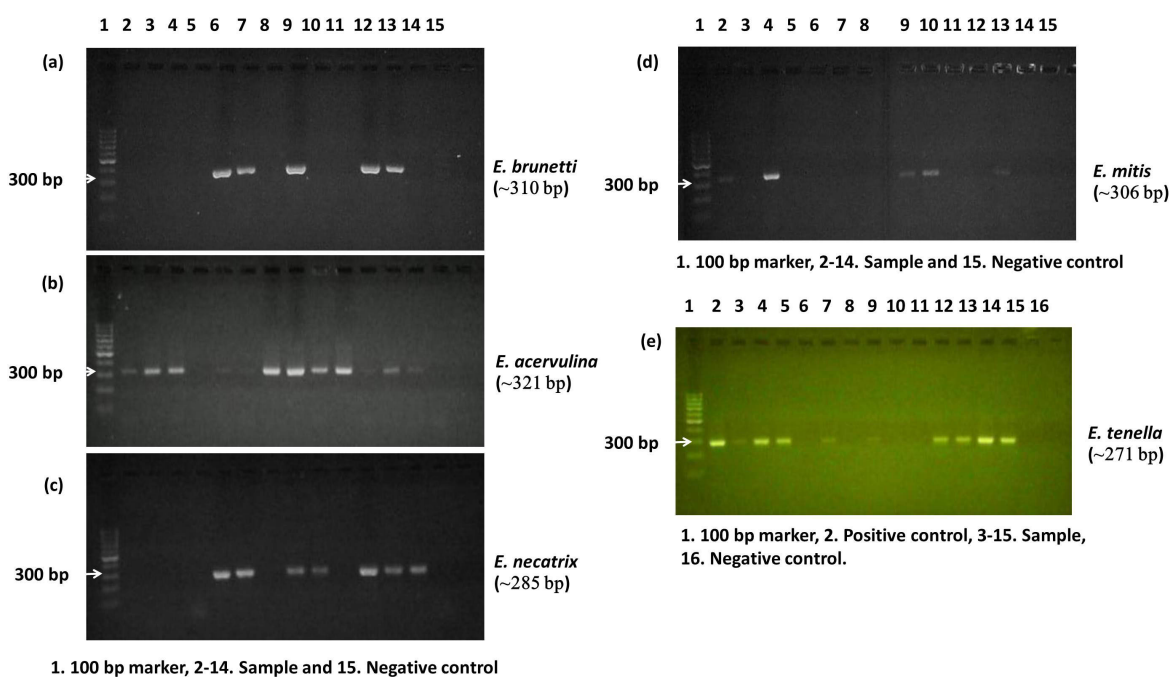 1 2 3 4 5 6 7 8 9 10 11 12 13 14 15
(a)
300 bp
E. brunetti
(~310 bp)
(b)
300 bp
E. acervulina
(~321 bp)
(c)
300 bp
E. necatrix
(~285 bp)
1. 100 bp marker, 2-14. Sample and 15. Negative control
1 2 3 4 5 6 7 8 9 10 11 12 13 14 15
(d)
300 bp
E. mitis
(~306 bp)
1. 100 bp marker, 2-14. Sample and 15. Negative control
1 2 3 4 5 6 7 8 9 10 11 12 13 14 15 16
(e)
300 bp
E. tenella
(~271 bp)
1. 100 bp marker, 2. Positive control, 3-15. Sample,
16. Negative control.